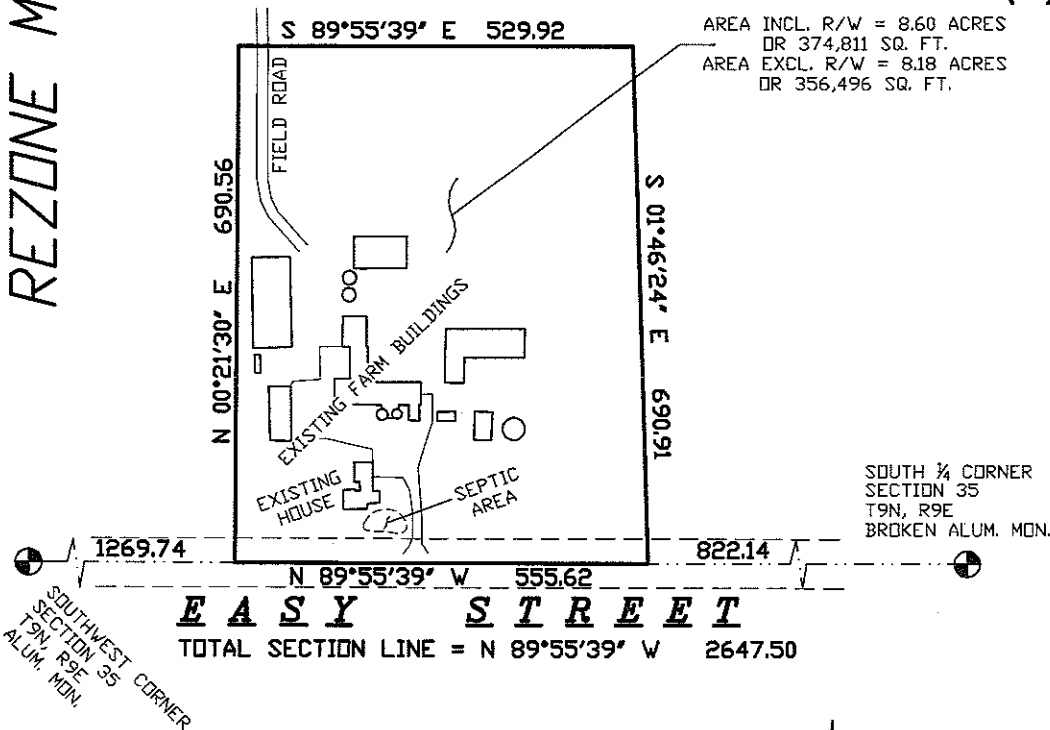 REZONE M
S 89°55'39" E 529.92
AREA INCL. R/W = 8.60 ACRES
OR 374,811 SQ. FT.
AREA EXCL. R/W = 8.18 ACRES
OR 356,496 SQ. FT.
FIELD ROAD
N 00°21'30" E 690.56
S 01°46'24" E 690.91
EXISTING FARM BUILDINGS
EXISTING
HOUSE
SEPTIC
AREA
SOUTH ¼ CORNER
SECTION 35
T9N, R9E
BROKEN ALUM. MON.
1269.74
822.14
N 89°55'39" W 555.62
EASY STREET
TOTAL SECTION LINE = N 89°55'39" W 2647.50
SOUTHWEST CORNER
SECTION 35
T9N, R9E
ALUM. MON.